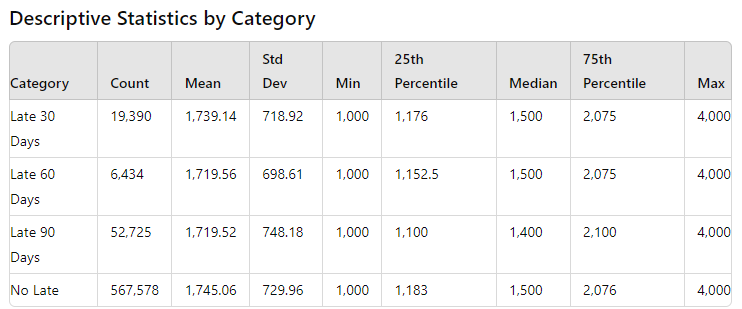 Descriptive Statistics by Category
Category Count Mean Std Dev Min 25th Percentile Median 75th Percentile Max
Late 30 Days 19,390 1,739.14 718.92 1,000 1,176 1,500 2,075 4,000
Late 60 Days 6,434 1,719.56 698.61 1,000 1,152.5 1,500 2,075 4,000
Late 90 Days 52,725 1,719.52 748.18 1,000 1,100 1,400 2,100 4,000
No Late 567,578 1,745.06 729.96 1,000 1,183 1,500 2,076 4,000